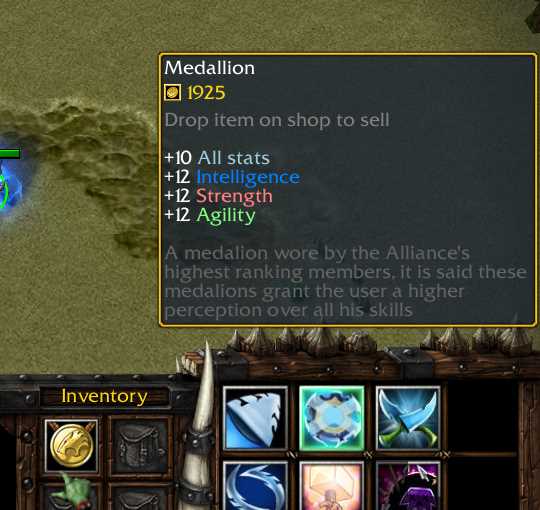 Medallion
1925
Drop item on shop to sell
+10 All stats
+12 Intelligence
+12 Strength
+12 Agility
A medalion wore by the Alliance's
highest ranking members, it is said these
medalions grant the user a higher
perception over all his skills
Inventory